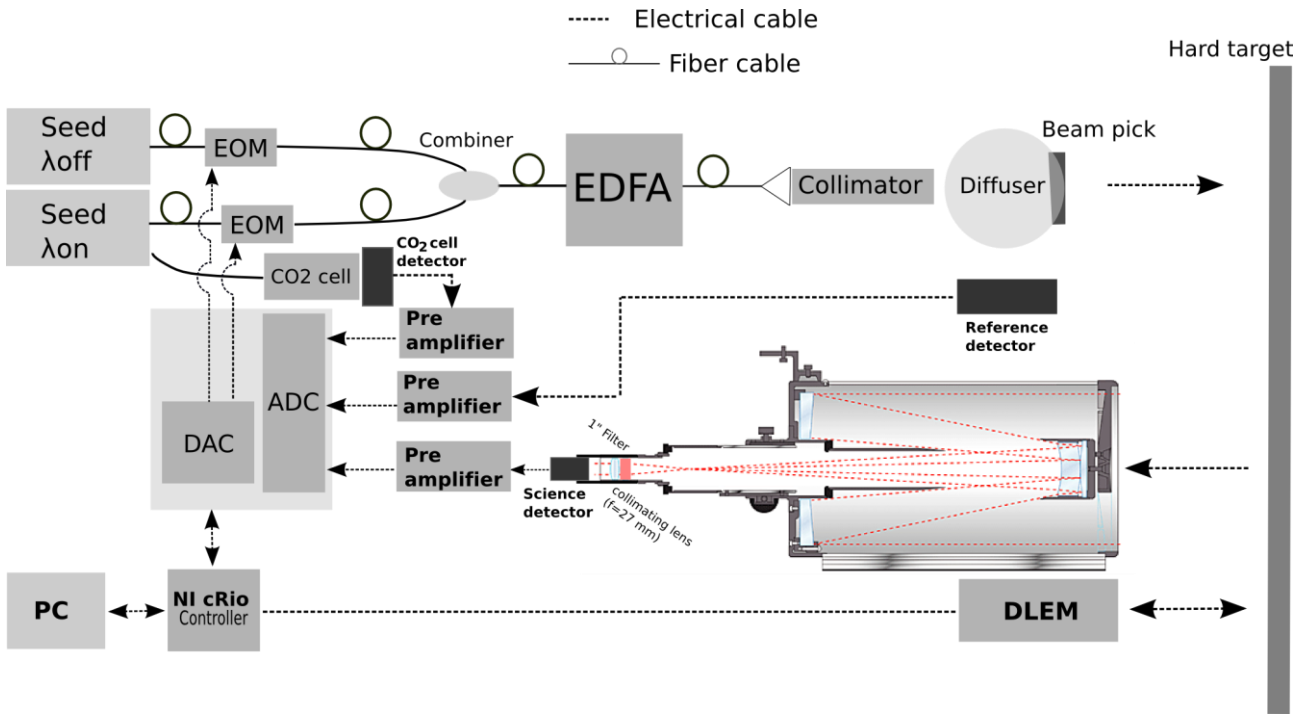 Electrical cable
Fiber cable
Hard target
Seed
λoff
EOM
Combiner
EDFA
Collimator
Diffuser
Beam pick
Seed
λon
EOM
CO2 cell
CO₂ cell
detector
Pre
amplifier
Reference
detector
ADC
Pre
amplifier
DAC
Pre
amplifier
Science
detector
1" Filter
collimating lens
(f=27 mm)
PC
NI cRio
Controller
DLEM